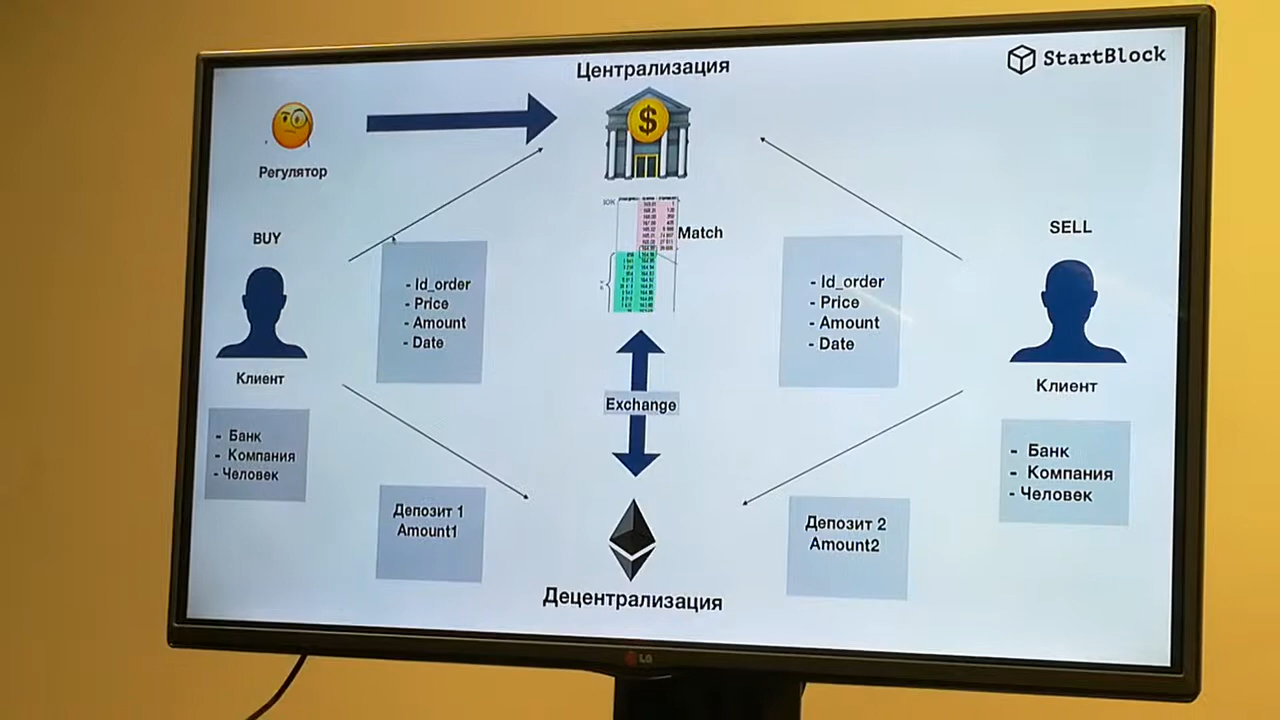 Централизация
StartBlock
$
Регулятор
BUY
Match
SELL
- Id_order
- Price
- Amount
- Date
- Id_order
- Price
- Amount
- Date
Клиент
Exchange
Клиент
- Банк
- Компания
- Человек
- Банк
- Компания
- Человек
Депозит 1
Amount1
Депозит 2
Amount2
Децентрализация
LG